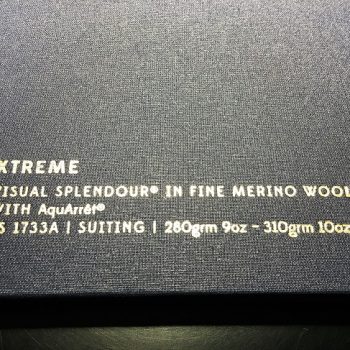 XTREME
VISUAL SPLENDOUR® IN FINE MERINO WOOL
WITH AquArrêt®
S 1733A | SUITING | 280grm 9oz - 310grm 10oz